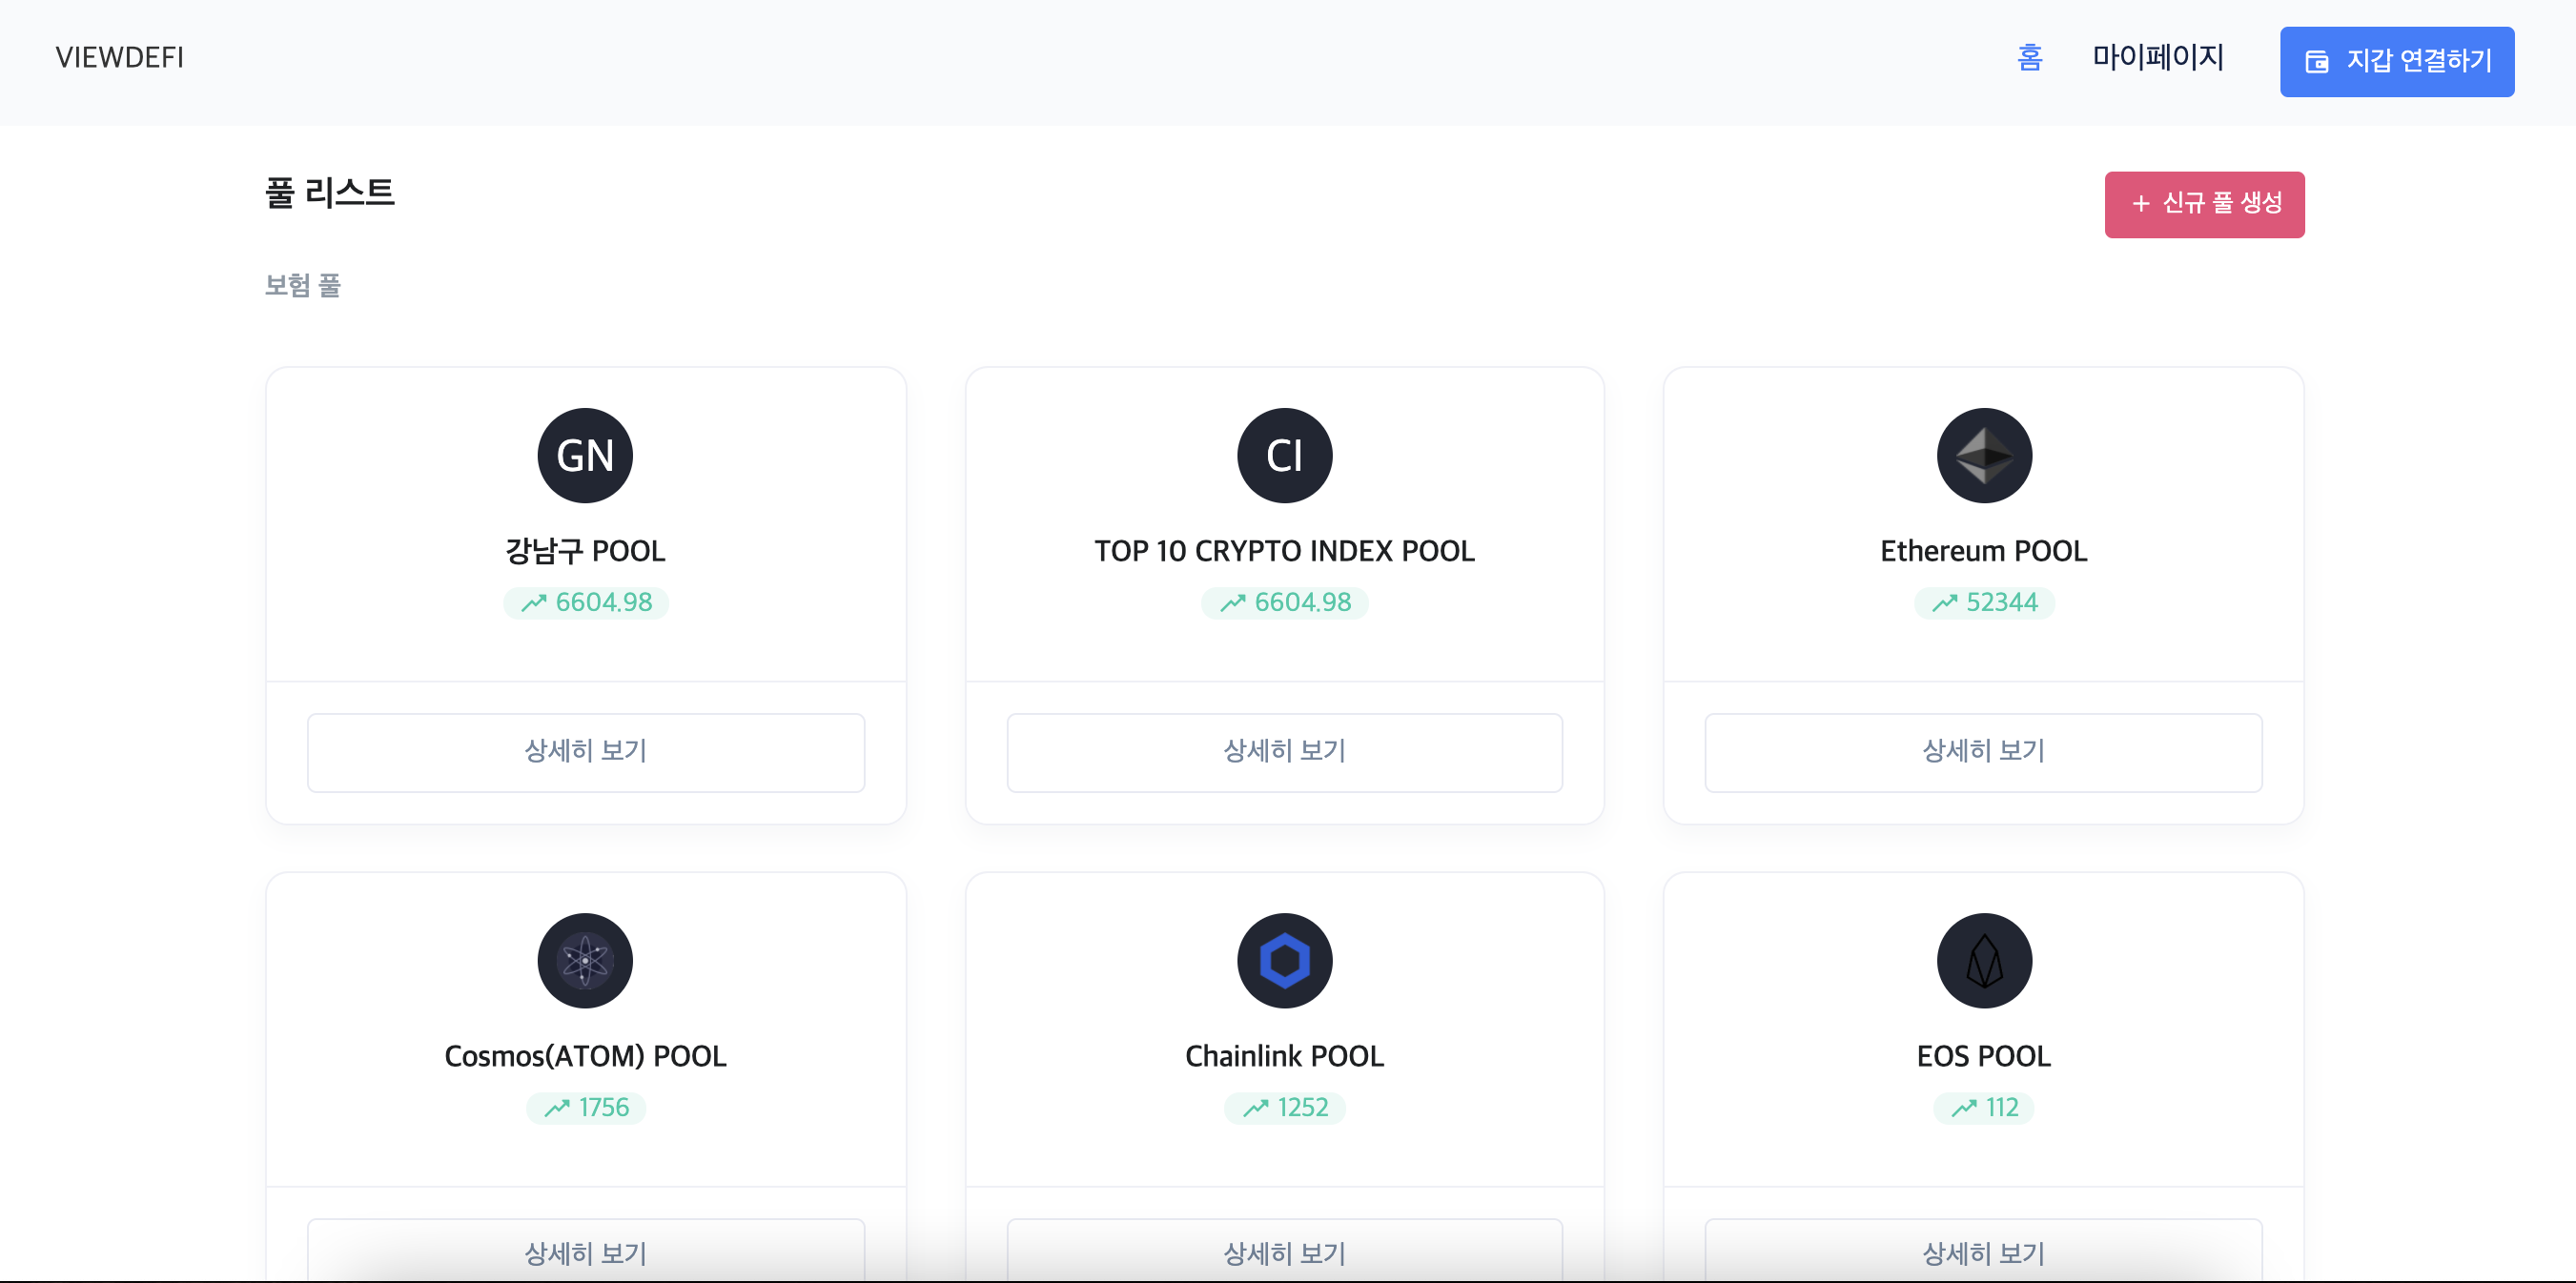 VIEWDEFI
홈
마이페이지
지갑 연결하기
풀 리스트
+ 신규 풀 생성
보험 풀
GN
강남구 POOL
6604.98
상세히 보기
CI
TOP 10 CRYPTO INDEX POOL
6604.98
상세히 보기
Ethereum POOL
52344
상세히 보기
Cosmos(ATOM) POOL
1756
상세히 보기
Chainlink POOL
1252
상세히 보기
EOS POOL
112
상세히 보기